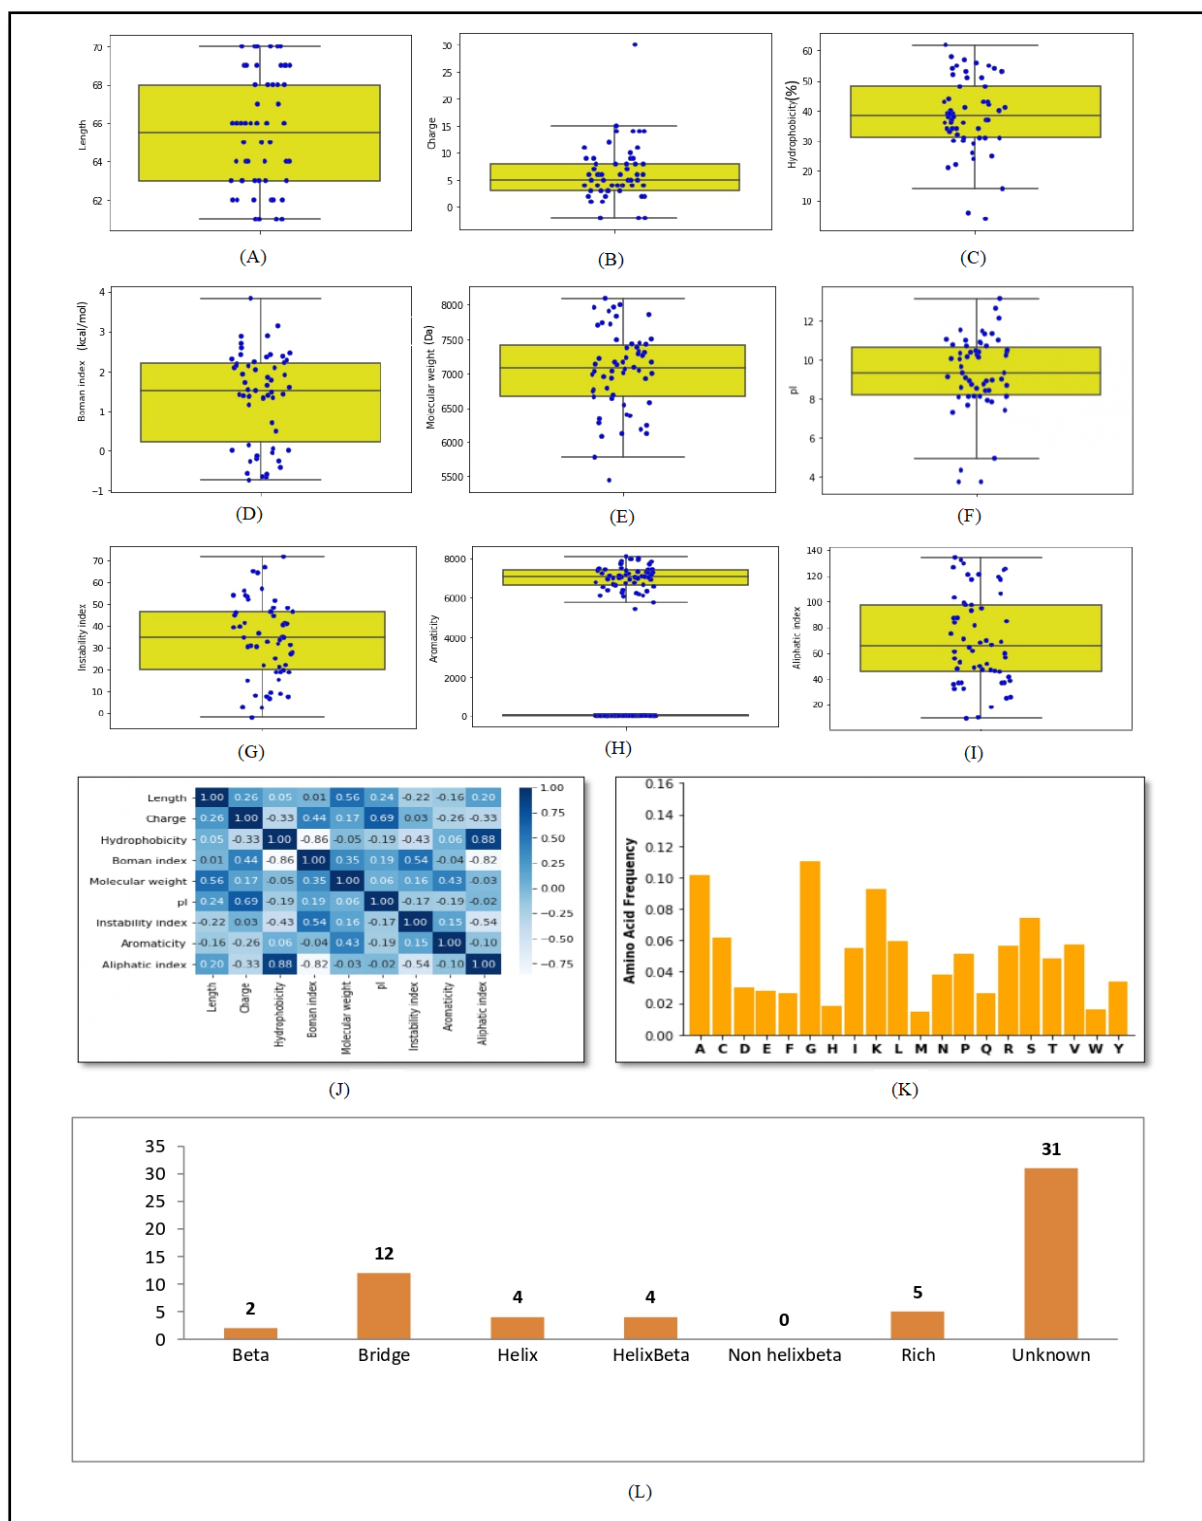 70
68
66
64
62
Length
(A)
30
25
20
15
10
5
0
Charge
(B)
60
50
40
30
20
10
Hydrophobicity(%)
(C)
4
3
2
1
0
−1
Boman index (kcal/mol)
(D)
8000
7500
7000
6500
6000
5500
Molecular weight (Da)
(E)
12
10
8
6
4
pI
(F)
70
60
50
40
30
20
10
0
Instability index
(G)
8000
6000
4000
2000
0
Aromaticity
(H)
140
120
100
80
60
40
20
Aliphatic index
(I)
Length 1.00 0.26 0.05 0.01 0.56 0.24 -0.22 -0.16 0.20
Charge 0.26 1.00 -0.33 0.44 0.17 0.69 0.03 -0.26 -0.33
Hydrophobicity 0.05 -0.33 1.00 -0.86 -0.05 -0.19 -0.43 0.06 0.88
Boman index 0.01 0.44 -0.86 1.00 0.35 0.19 0.54 -0.04 -0.82
Molecular weight 0.56 0.17 -0.05 0.35 1.00 0.06 0.16 0.43 -0.03
pI 0.24 0.69 -0.19 0.19 0.06 1.00 -0.17 -0.19 -0.02
Instability index -0.22 0.03 -0.43 0.54 0.16 -0.17 1.00 0.15 -0.54
Aromaticity -0.16 -0.26 0.06 -0.04 0.43 -0.19 0.15 1.00 -0.10
Aliphatic index 0.20 -0.33 0.88 -0.82 -0.03 -0.02 -0.54 -0.10 1.00
Length Charge Hydrophobicity Boman index Molecular weight pI Instability index Aromaticity Aliphatic index
1.00
0.75
0.50
0.25
0.00
−0.25
−0.50
−0.75
(J)
0.16
0.14
0.12
0.10
0.08
0.06
0.04
0.02
0.00
Amino Acid Frequency
A C D E F G H I K L M N P Q R S T V W Y
(K)
35
30
25
20
15
10
5
0
2 12 4 4 0 5 31
Beta Bridge Helix HelixBeta Non helixbeta Rich Unknown
(L)